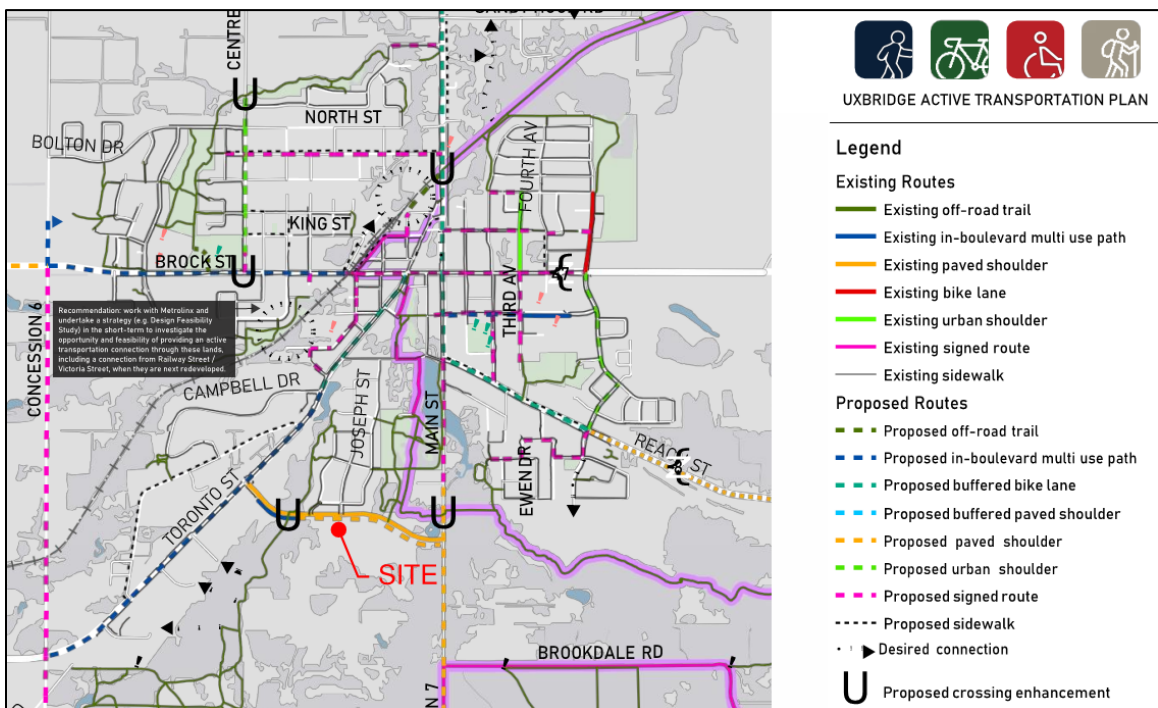 CENTRE
NORTH ST
BOLTON DR
FOURTH AV
KING ST
BROCK ST
THIRD AV
CONCESSION 6
Recommendation: work with Metrolinx and
undertake a strategy (e.g. Design Feasibility
Study) in the short-term to investigate the
opportunity and feasibility of providing an active
transportation connection through these lands,
including a connection from Railway Street /
Victoria Street, when they are next redeveloped.
CAMPBELL DR
JOSEPH ST
MAIN ST
TORONTO ST
EWEN DR
REACH ST
SITE
BROOKDALE RD
N 7
UXBRIDGE ACTIVE TRANSPORTATION PLAN
Legend
Existing Routes
Existing off-road trail
Existing in-boulevard multi use path
Existing paved shoulder
Existing bike lane
Existing urban shoulder
Existing signed route
Existing sidewalk
Proposed Routes
Proposed off-road trail
Proposed in-boulevard multi use path
Proposed buffered bike lane
Proposed buffered paved shoulder
Proposed paved shoulder
Proposed urban shoulder
Proposed signed route
Proposed sidewalk
Desired connection
Proposed crossing enhancement